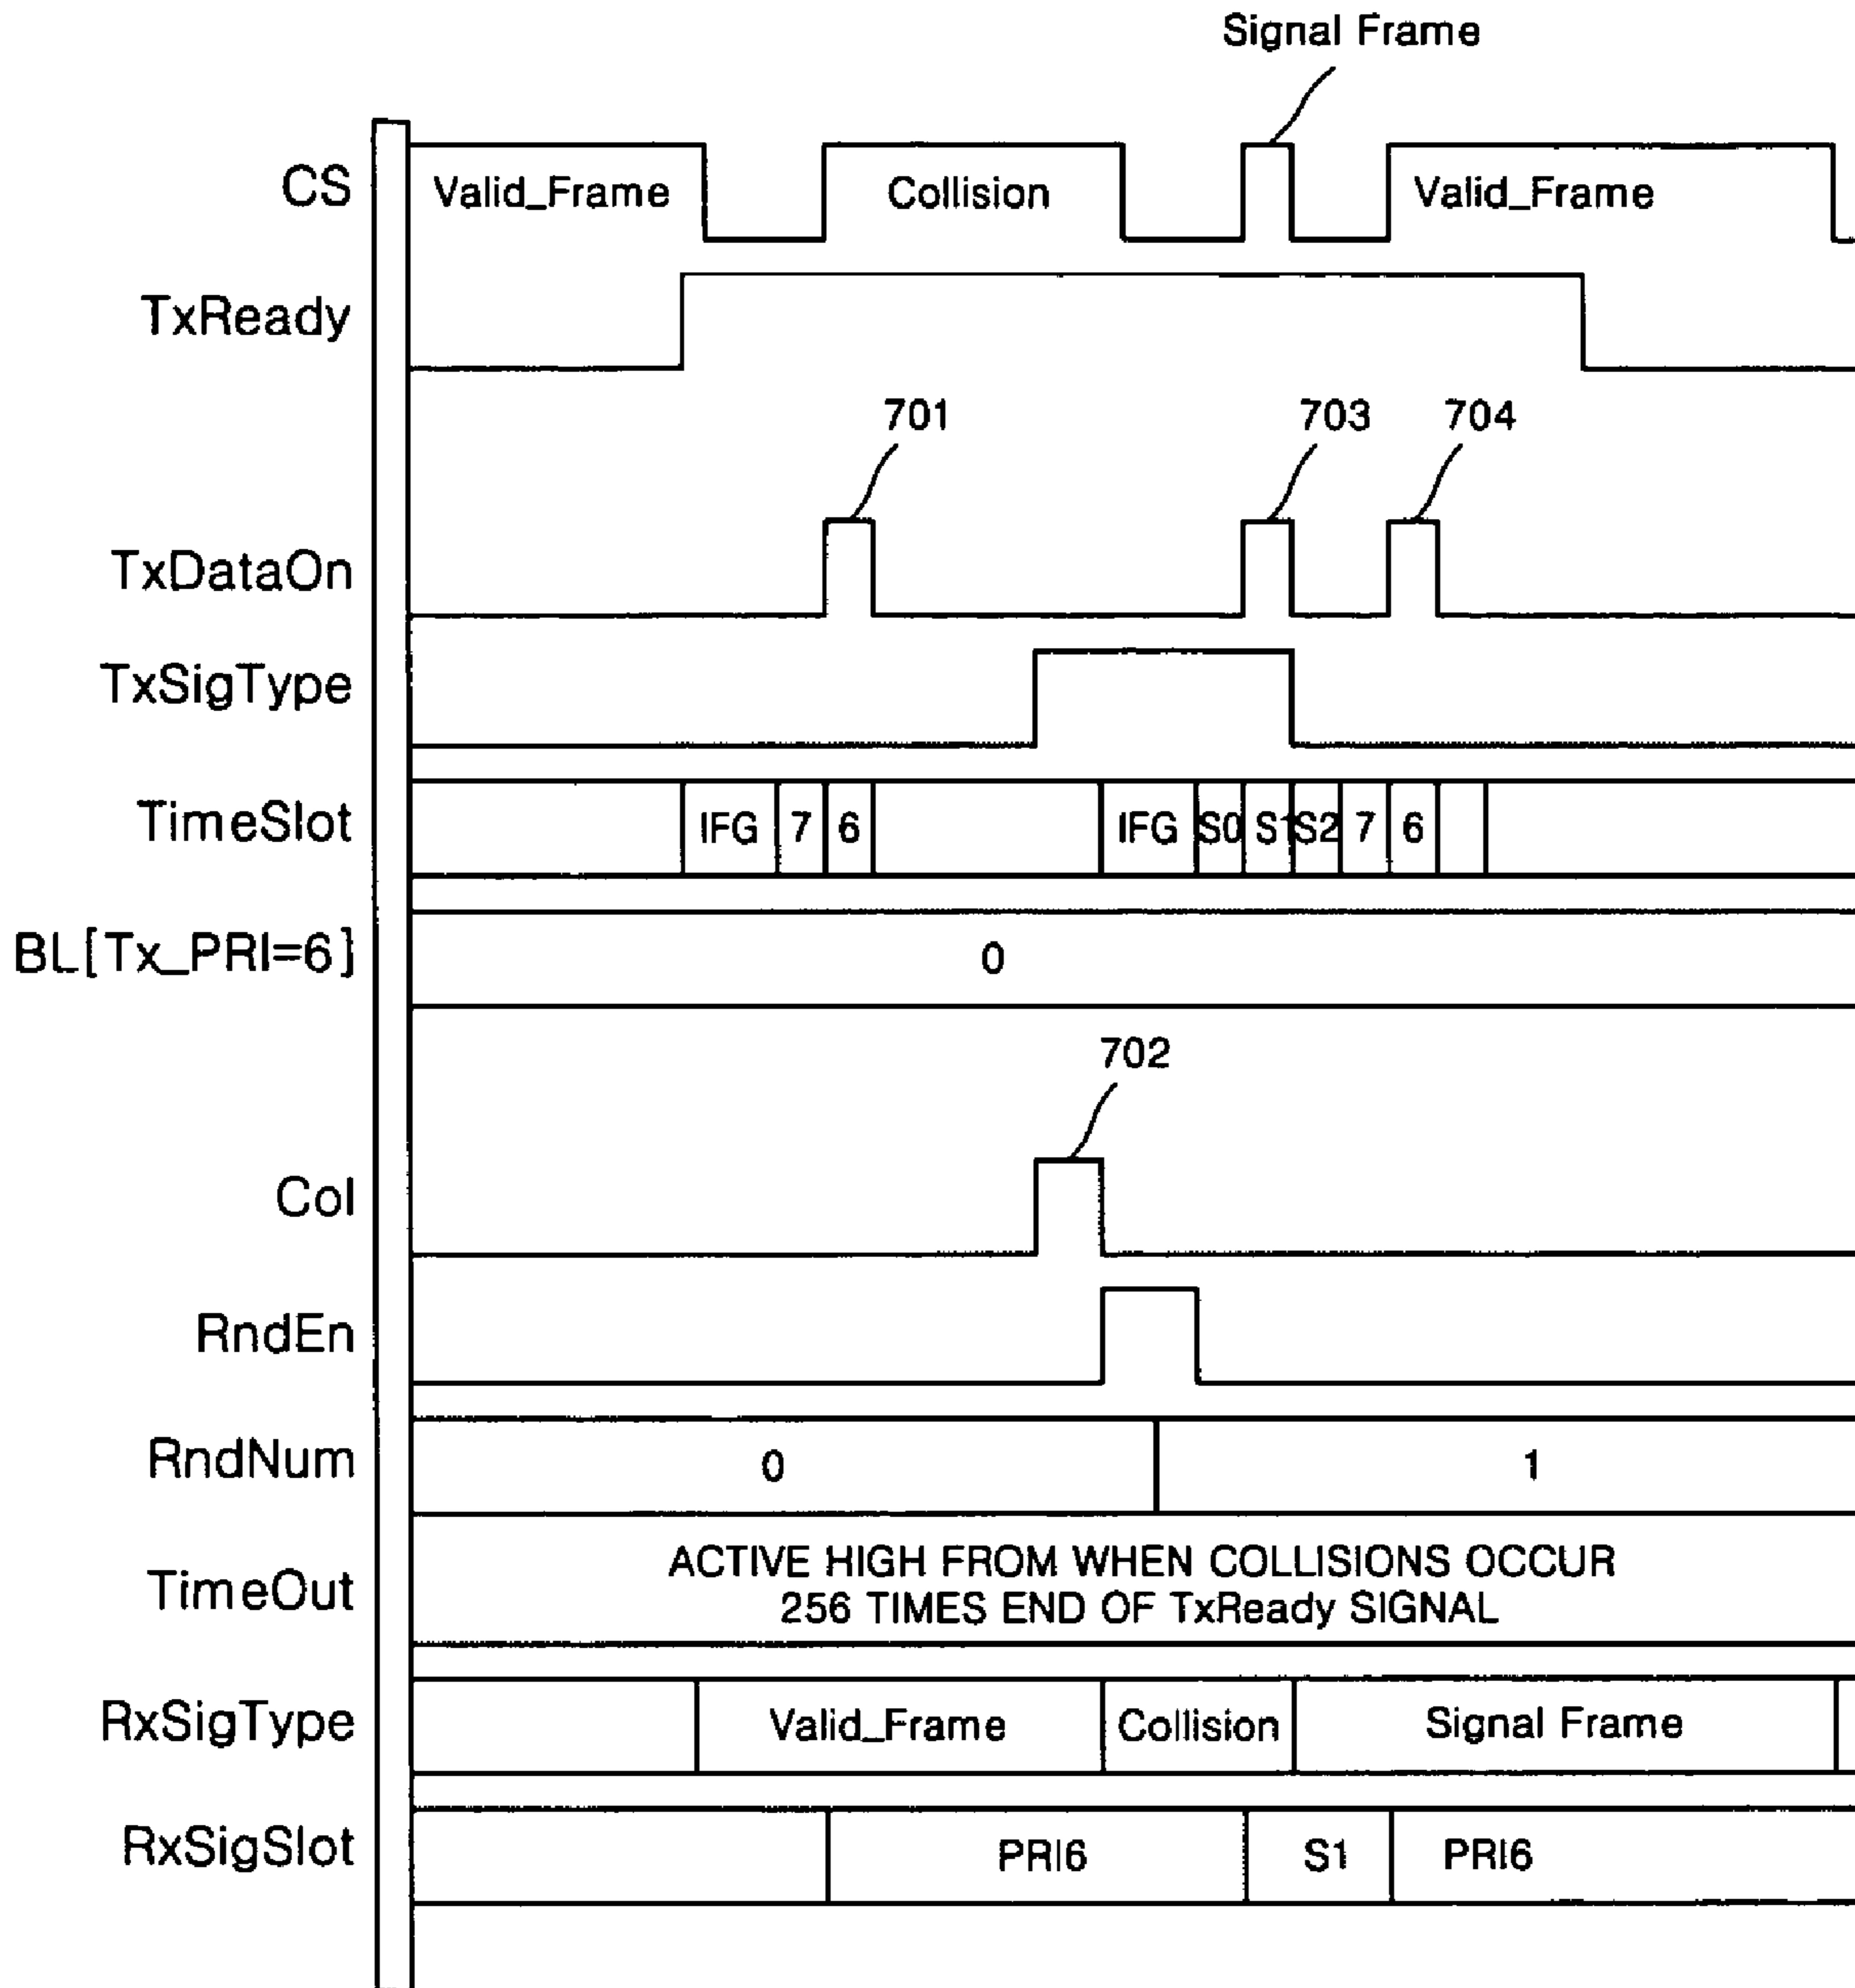 Signal Frame
CS Valid_Frame Collision Valid_Frame
TxReady
701 703 704
TxDataOn
TxSigType
TimeSlot IFG 7 6 IFG S0 S1 S2 7 6
BL[Tx_PRI=6] 0
702
Col
RndEn
RndNum 0 1
TimeOut
ACTIVE HIGH FROM WHEN COLLISIONS OCCUR
256 TIMES END OF TxReady SIGNAL
RxSigType Valid_Frame Collision Signal Frame
RxSigSlot PRI6 S1 PRI6